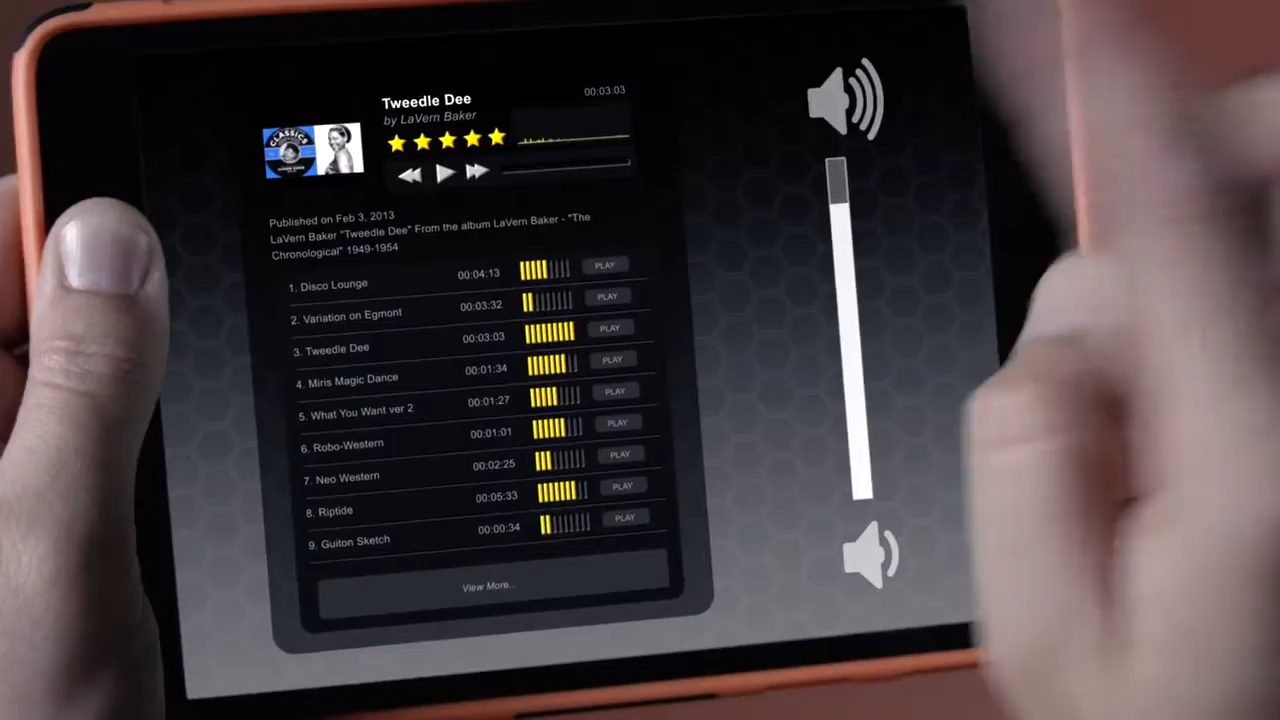 Tweedle Dee
00:03:03
by LaVern Baker
CLASSICS
Published on Feb 3, 2013
LaVern Baker "Tweedle Dee" From the album LaVern Baker - "The
Chronological" 1949-1954
1. Disco Lounge 00:04:13 PLAY
2. Variation on Egmont 00:03:32 PLAY
3. Tweedle Dee 00:03:03 PLAY
4. Miris Magic Dance 00:01:34 PLAY
5. What You Want ver 2 00:01:27 PLAY
6. Robo-Western 00:01:01 PLAY
7. Neo Western 00:02:25 PLAY
8. Riptide 00:05:33 PLAY
9. Guiton Sketch 00:00:34 PLAY
View More..